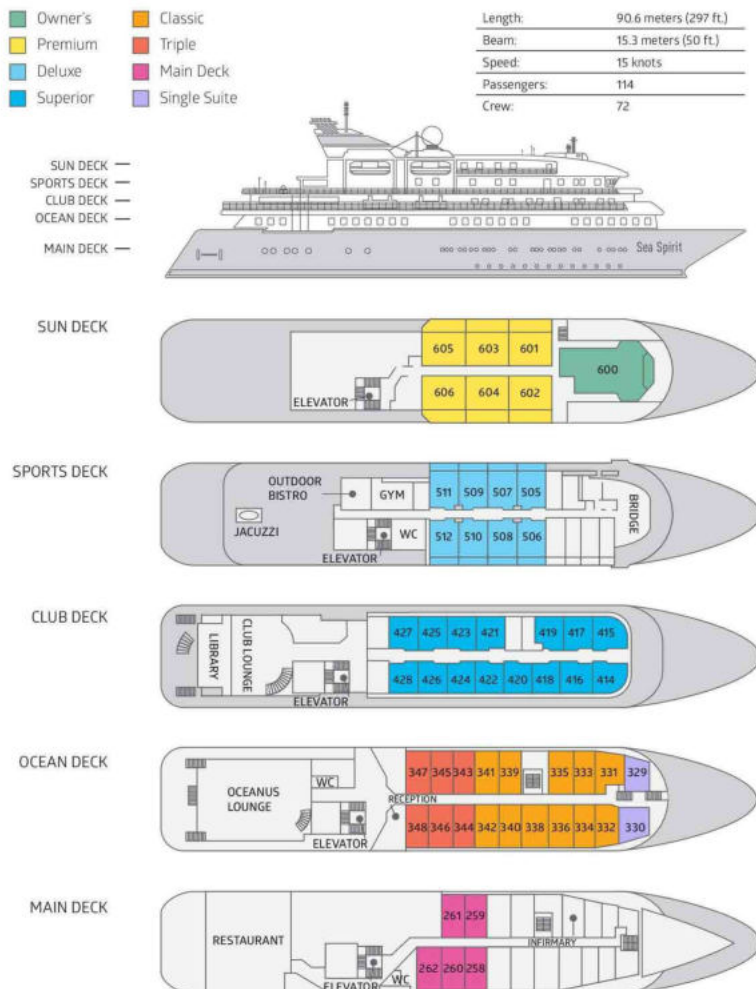 Owner's
Classic
Premium
Triple
Deluxe
Main Deck
Superior
Single Suite
Length: 90.6 meters (297 ft.)
Beam: 15.3 meters (50 ft.)
Speed: 15 knots
Passengers: 114
Crew: 72
SUN DECK
SPORTS DECK
CLUB DECK
OCEAN DECK
MAIN DECK
Sea Spirit
SUN DECK
605 603 601
600
606 604 602
ELEVATOR
SPORTS DECK
OUTDOOR
BISTRO
GYM
511 509 507 505
BRIDGE
JACUZZI
WC
512 510 508 506
ELEVATOR
CLUB DECK
427 425 423 421 419 417 415
LIBRARY
CLUB LOUNGE
428 426 424 422 420 418 416 414
ELEVATOR
OCEAN DECK
347 345 343 341 339 335 333 331 329
WC
OCEANUS
LOUNGE
RECEPTION
348 346 344 342 340 338 336 334 332 330
ELEVATOR
MAIN DECK
261 259
RESTAURANT
INFIRMARY
262 260 258
WC
ELEVATOR